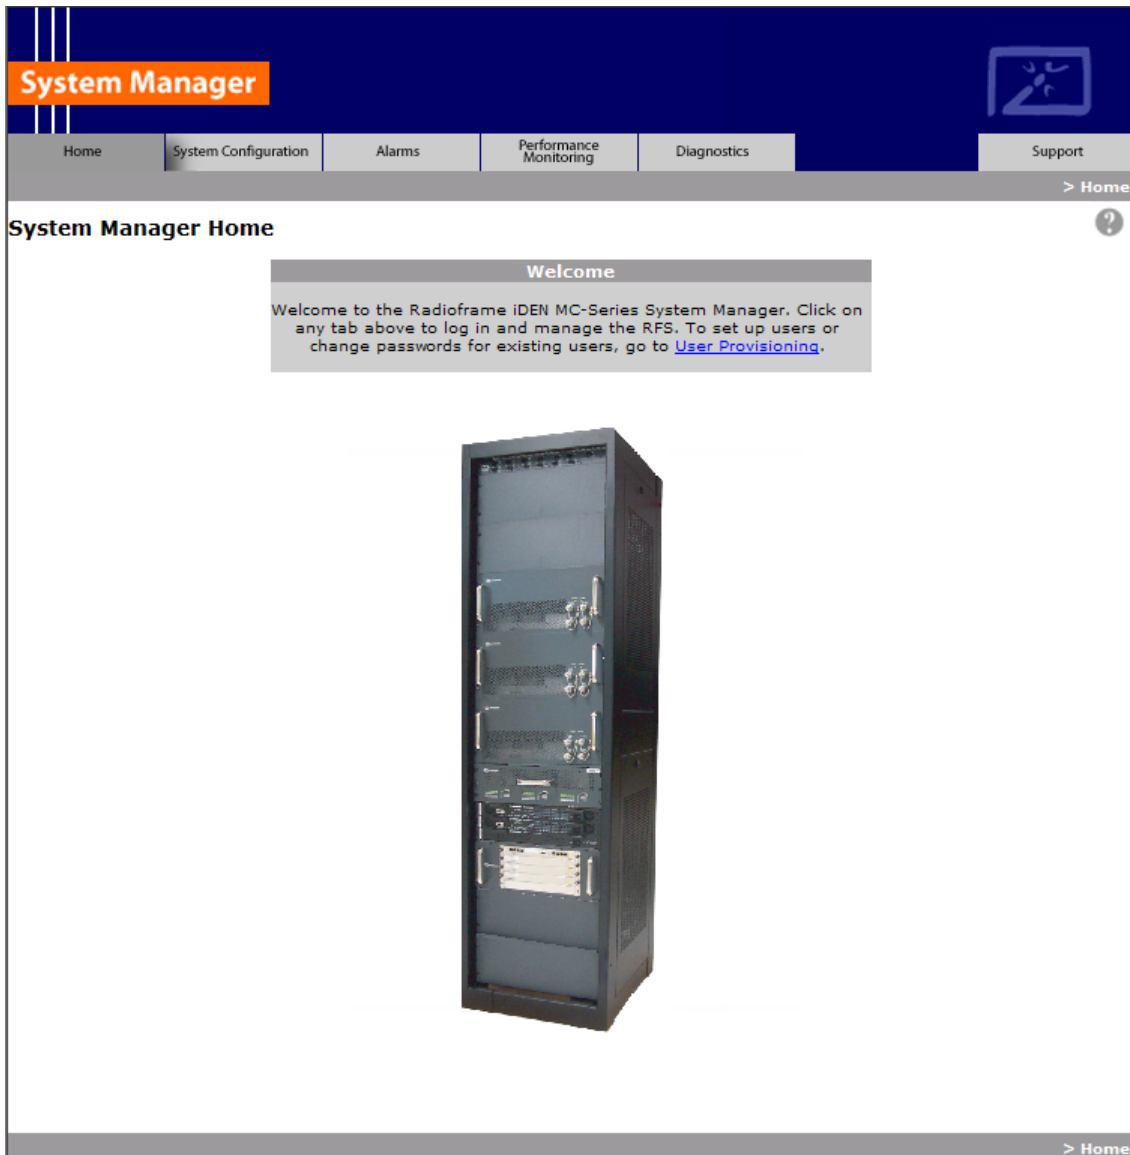 System Manager
Home
System Configuration
Alarms
Performance
Monitoring
Diagnostics
Support
> Home
System Manager Home
?
Welcome
Welcome to the Radioframe iDEN MC-Series System Manager. Click on
any tab above to log in and manage the RFS. To set up users or
change passwords for existing users, go to User Provisioning.
> Home